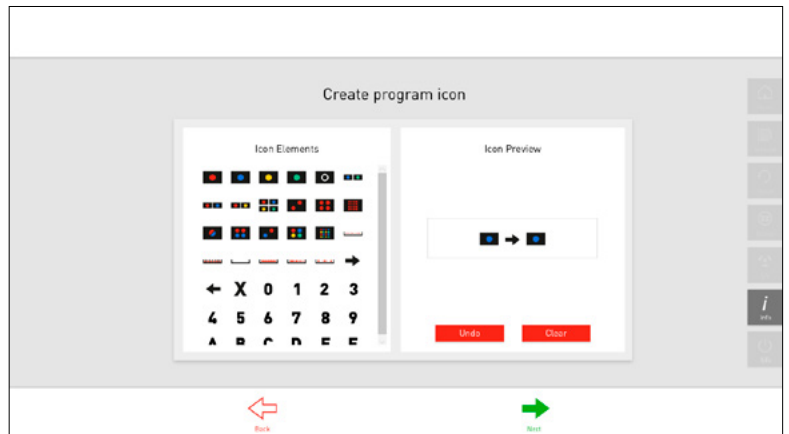 Create program icon
Icon Elements
Icon Preview
X 0 1 2 3
4 5 6 7 8 9
Undo Clear
info
Back Next